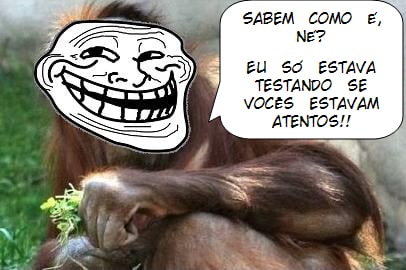 SABEM COMO É,
NÉ?
EU SÓ ESTAVA
TESTANDO SE
VOCÊS ESTAVAM
ATENTOS!!